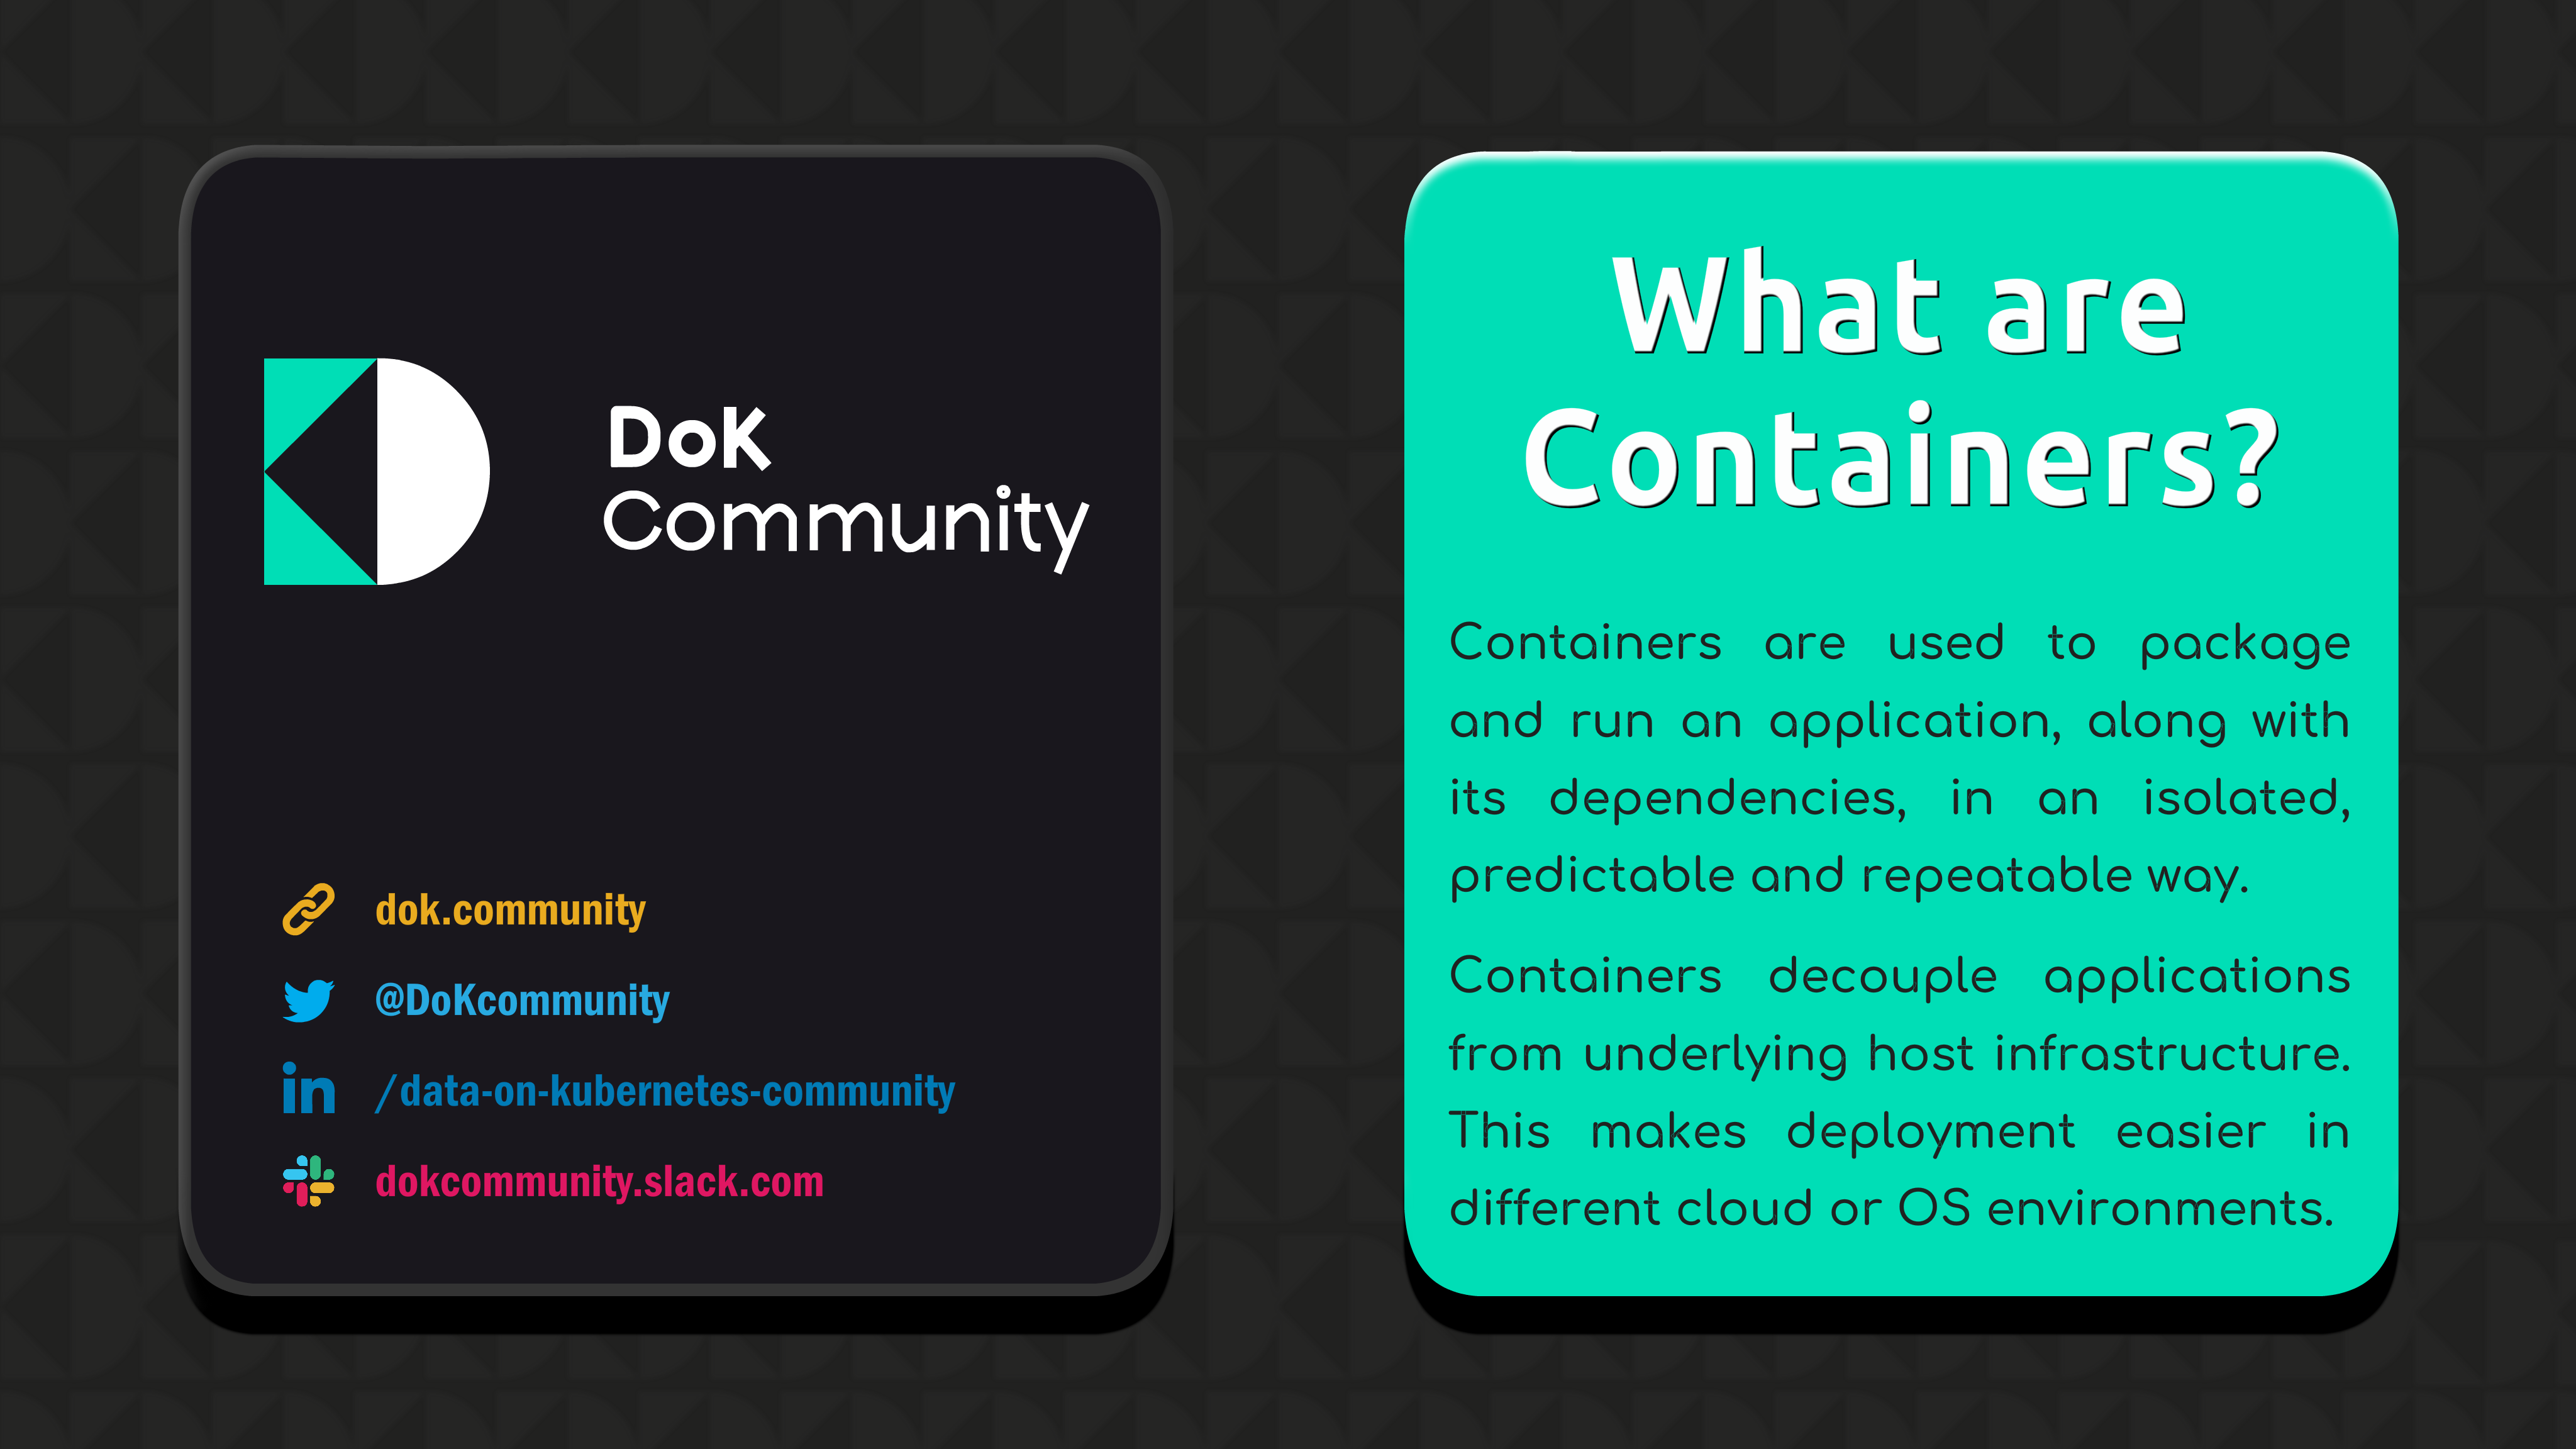 DoK
Community
dok.community
@DoKcommunity
/data-on-kubernetes-community
dokcommunity.slack.com
What are
Containers?
Containers are used to package
and run an application, along with
its dependencies, in an isolated,
predictable and repeatable way.
Containers decouple applications
from underlying host infrastructure.
This makes deployment easier in
different cloud or OS environments.